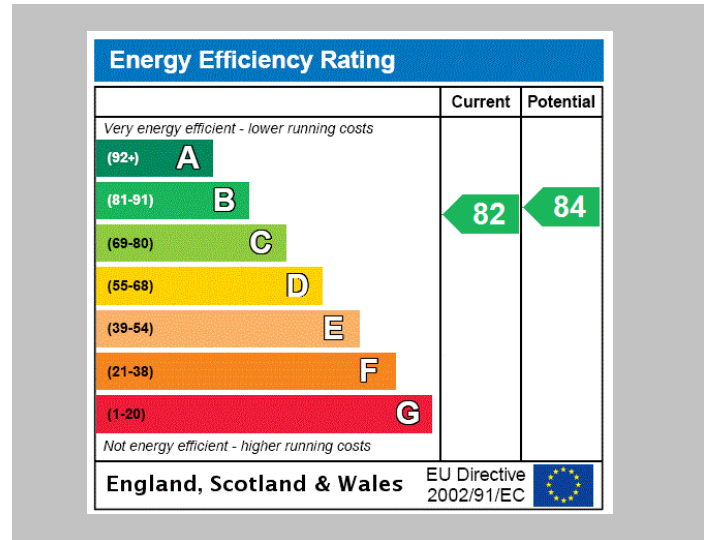 Energy Efficiency Rating
Current Potential
Very energy efficient - lower running costs
(92+) A
(81-91) B
82 84
(69-80) C
(55-68) D
(39-54) E
(21-38) F
(1-20) G
Not energy efficient - higher running costs
England, Scotland & Wales
EU Directive
2002/91/EC